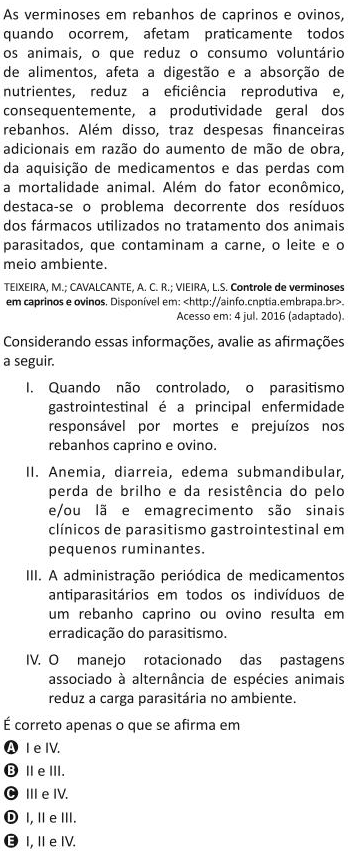 As verminoses em rebanhos de caprinos e ovinos,
quando ocorrem, afetam praticamente todos
os animais, o que reduz o consumo voluntário
de alimentos, afeta a digestão e a absorção de
nutrientes, reduz a eficiência reprodutiva e,
consequentemente, a produtividade geral dos
rebanhos. Além disso, traz despesas financeiras
adicionais em razão do aumento de mão de obra,
da aquisição de medicamentos e das perdas com
a mortalidade animal. Além do fator econômico,
destaca-se o problema decorrente dos resíduos
dos fármacos utilizados no tratamento dos animais
parasitados, que contaminam a carne, o leite e o
meio ambiente.
TEIXEIRA, M.; CAVALCANTE, A. C. R.; VIEIRA, L.S. Controle de verminoses
em caprinos e ovinos. Disponível em: <http://ainfo.cnptia.embrapa.br>.
Acesso em: 4 jul. 2016 (adaptado).
Considerando essas informações, avalie as afirmações
a seguir.
I. Quando não controlado, o parasitismo
gastrointestinal é a principal enfermidade
responsável por mortes e prejuízos nos
rebanhos caprino e ovino.
II. Anemia, diarreia, edema submandibular,
perda de brilho e da resistência do pelo
e/ou lã e emagrecimento são sinais
clínicos de parasitismo gastrointestinal em
pequenos ruminantes.
III. A administração periódica de medicamentos
antiparasitários em todos os indivíduos de
um rebanho caprino ou ovino resulta em
erradicação do parasitismo.
IV. O manejo rotacionado das pastagens
associado à alternância de espécies animais
reduz a carga parasitária no ambiente.
É correto apenas o que se afirma em
A I e IV.
B II e III.
C III e IV.
D I, II e III.
E I, II e IV.